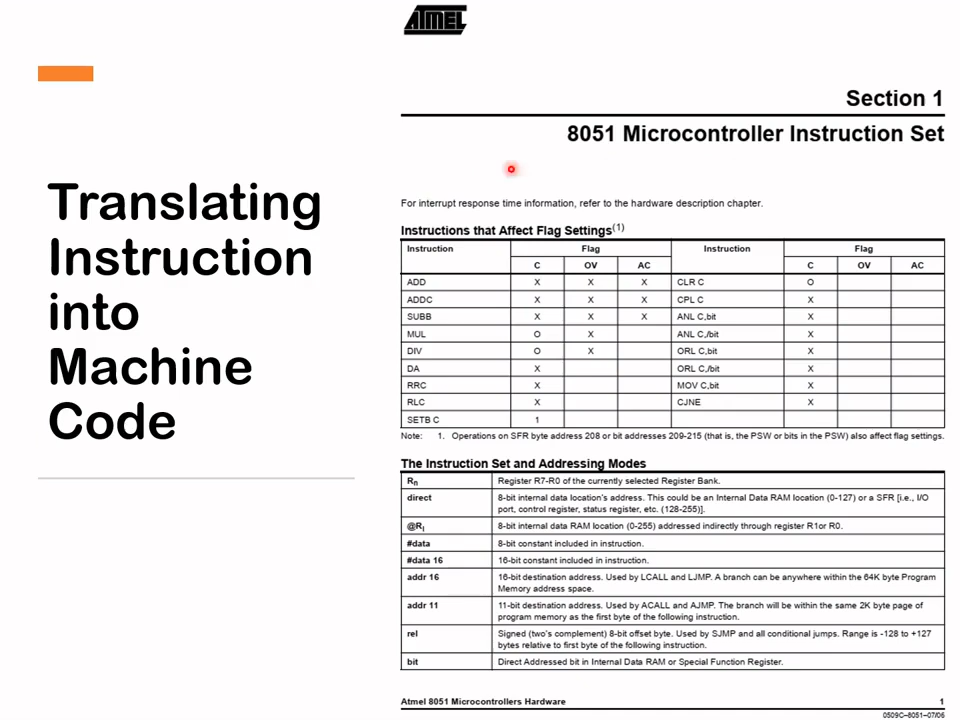 ATMEL
Translating
Instruction
into
Machine
Code
Section 1
8051 Microcontroller Instruction Set
For interrupt response time information, refer to the hardware description chapter.
Instructions that Affect Flag Settings(1)
Instruction Flag Instruction Flag
C OV AC C OV AC
ADD X X X CLR C O
ADDC X X X CPL C X
SUBB X X X ANL C,bit X
MUL O X ANL C,/bit X
DIV O X ORL C,bit X
DA X ORL C,/bit X
RRC X MOV C,bit X
RLC X CJNE X
SETB C 1
Note: 1. Operations on SFR byte address 208 or bit addresses 209-215 (that is, the PSW or bits in the PSW) also affect flag settings.
The Instruction Set and Addressing Modes
Rn Register R7-R0 of the currently selected Register Bank.
direct 8-bit internal data location's address. This could be an Internal Data RAM location (0-127) or a SFR [i.e., I/O
port, control register, status register, etc. (128-255)].
@Ri 8-bit internal data RAM location (0-255) addressed indirectly through register R1or R0.
#data 8-bit constant included in instruction.
#data 16 16-bit constant included in instruction.
addr 16 16-bit destination address. Used by LCALL and LJMP. A branch can be anywhere within the 64K byte Program
Memory address space.
addr 11 11-bit destination address. Used by ACALL and AJMP. The branch will be within the same 2K byte page of
program memory as the first byte of the following instruction.
rel Signed (two's complement) 8-bit offset byte. Used by SJMP and all conditional jumps. Range is -128 to +127
bytes relative to first byte of the following instruction.
bit Direct Addressed bit in Internal Data RAM or Special Function Register.
Atmel 8051 Microcontrollers Hardware 1
0509C–8051–07/06